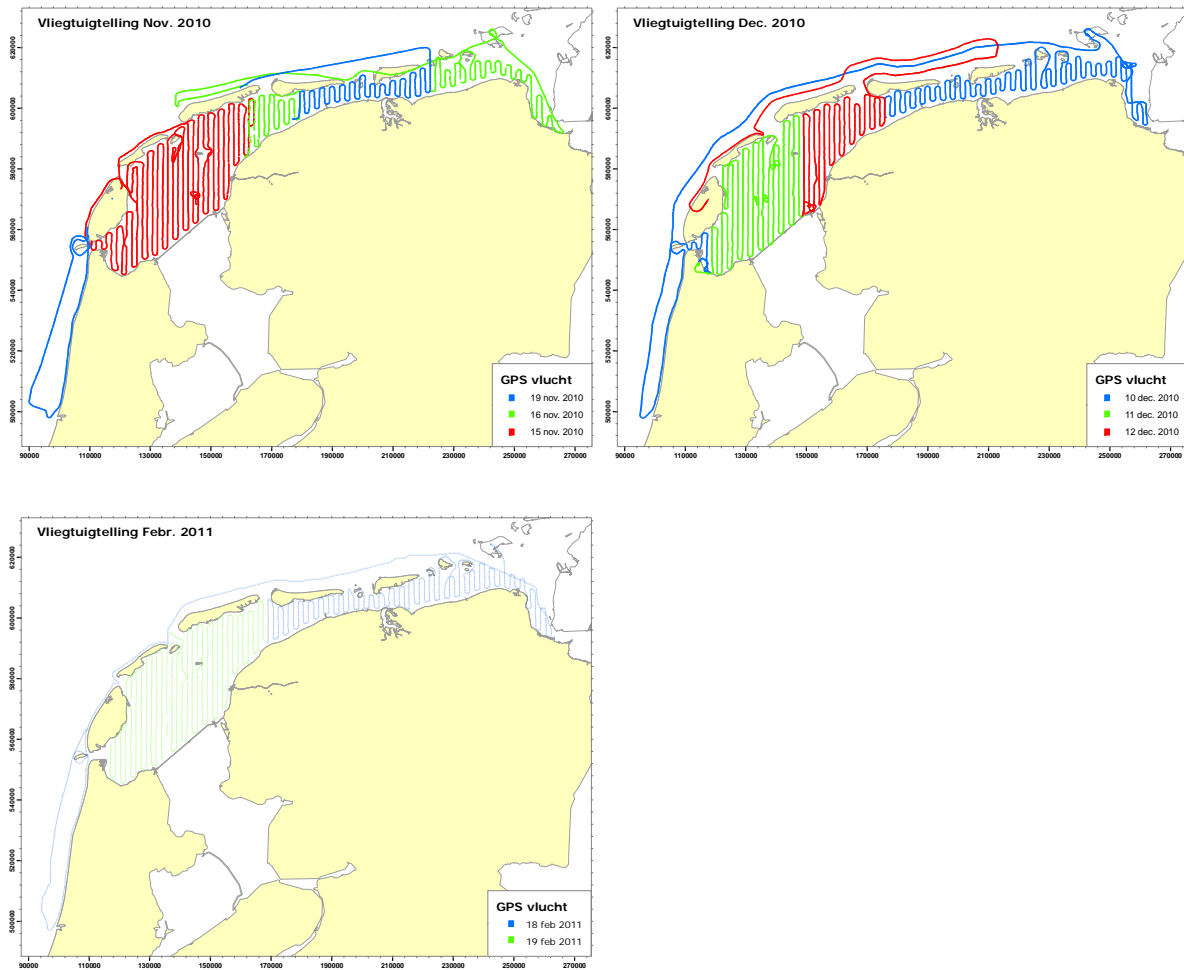 Vliegtuigtelling Nov. 2010
620000
600000
580000
560000
540000
520000
500000
GPS vlucht
19 nov. 2010
16 nov. 2010
15 nov. 2010
90000 110000 130000 150000 170000 190000 210000 230000 250000 270000
Vliegtuigtelling Dec. 2010
620000
600000
580000
560000
540000
520000
500000
GPS vlucht
10 dec. 2010
11 dec. 2010
12 dec. 2010
90000 110000 130000 150000 170000 190000 210000 230000 250000 270000
Vliegtuigtelling Febr. 2011
620000
600000
580000
560000
540000
520000
500000
GPS vlucht
18 feb 2011
19 feb 2011
90000 110000 130000 150000 170000 190000 210000 230000 250000 270000